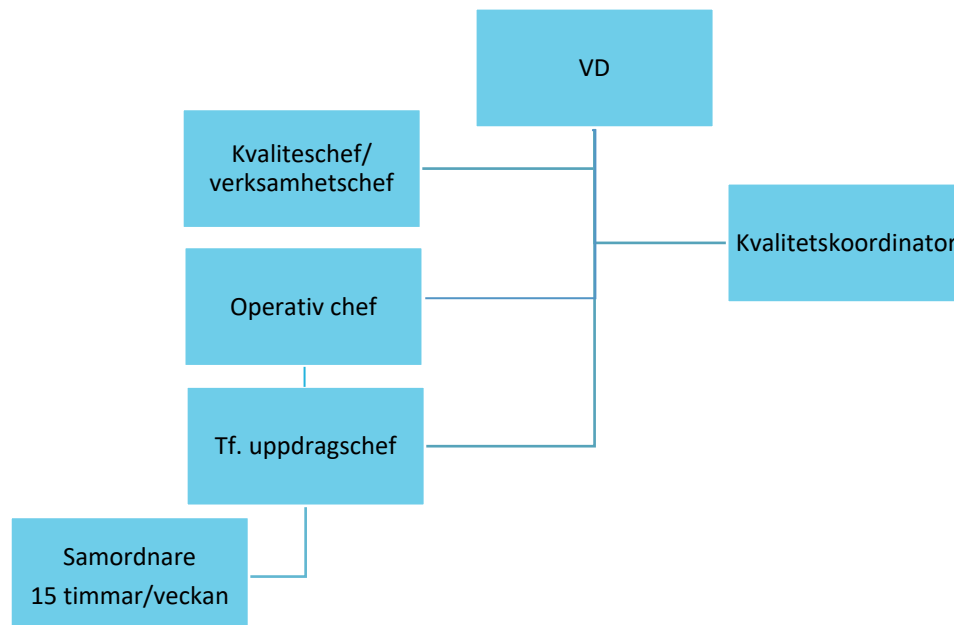 VD
Kvaliteschef/
verksamhetschef
Kvalitetskoordinator
Operativ chef
Tf. uppdragschef
Samordnare
15 timmar/veckan